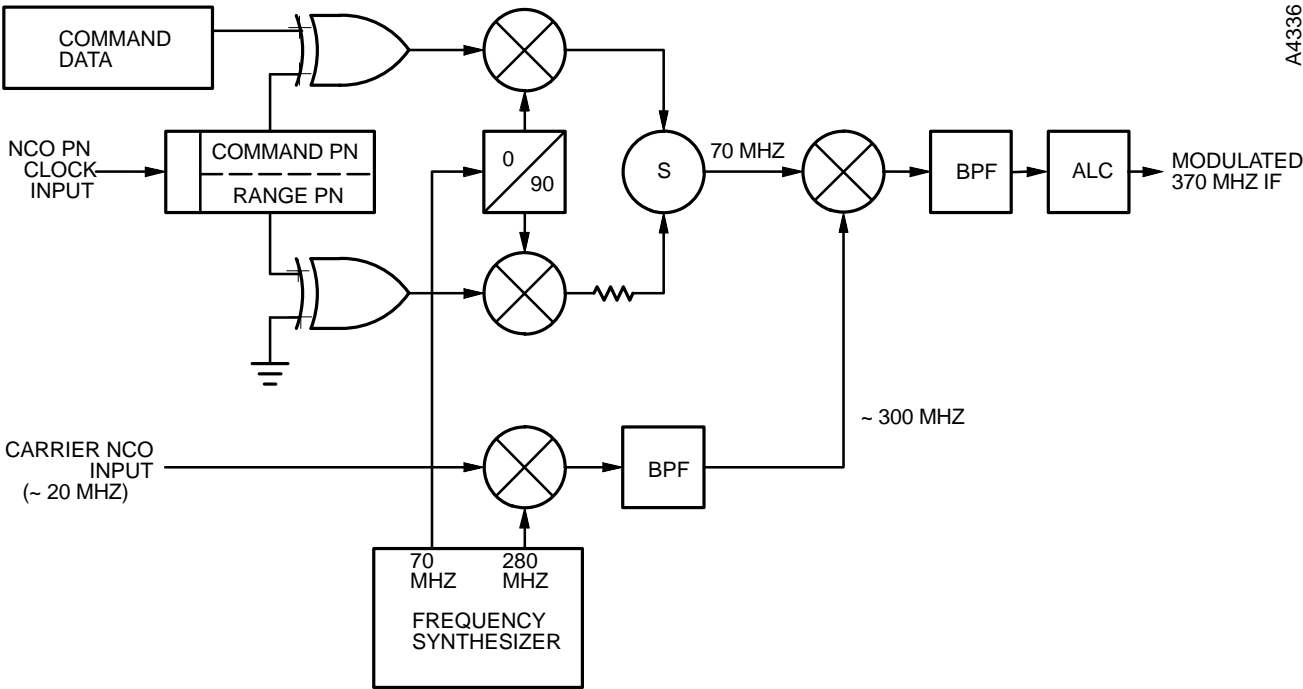 A4336
COMMAND
DATA
NCO PN
CLOCK
INPUT
COMMAND PN
RANGE PN
0
90
S
70 MHZ
BPF
ALC
MODULATED
370 MHZ IF
~ 300 MHZ
CARRIER NCO
INPUT
(~ 20 MHZ)
BPF
70
MHZ
280
MHZ
FREQUENCY
SYNTHESIZER